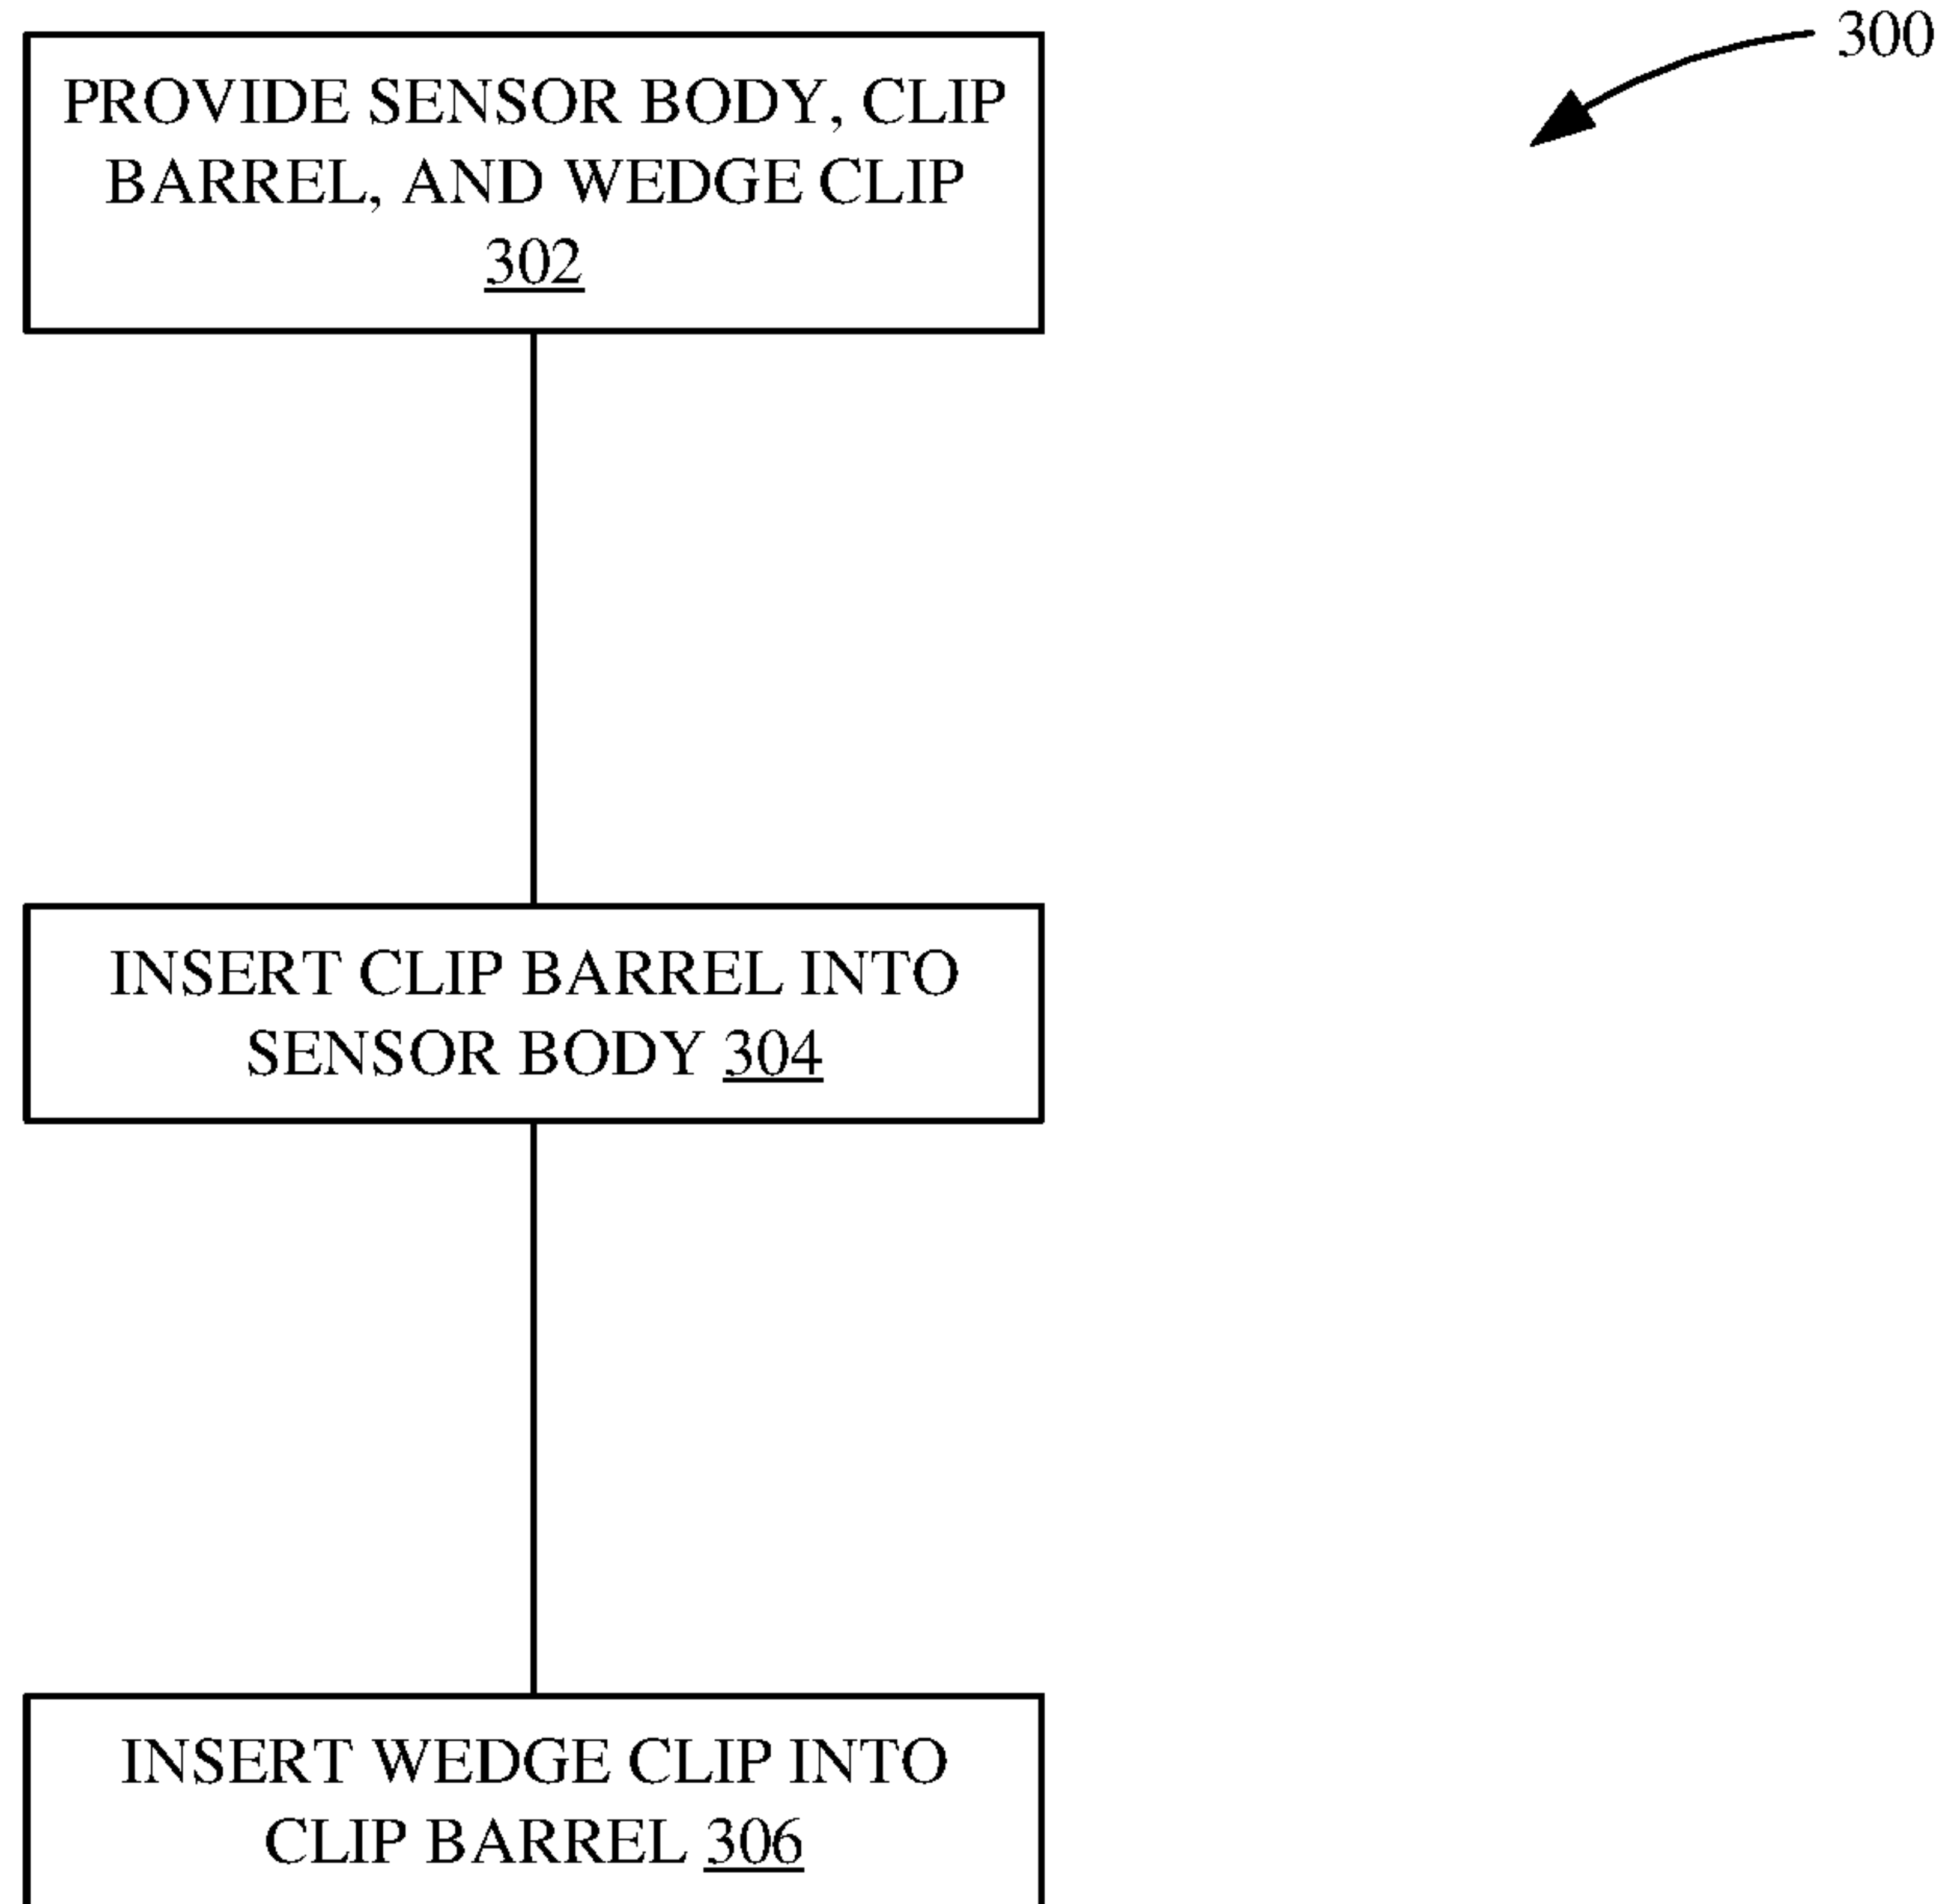 300
PROVIDE SENSOR BODY, CLIP
BARREL, AND WEDGE CLIP
302
INSERT CLIP BARREL INTO
SENSOR BODY 304
INSERT WEDGE CLIP INTO
CLIP BARREL 306